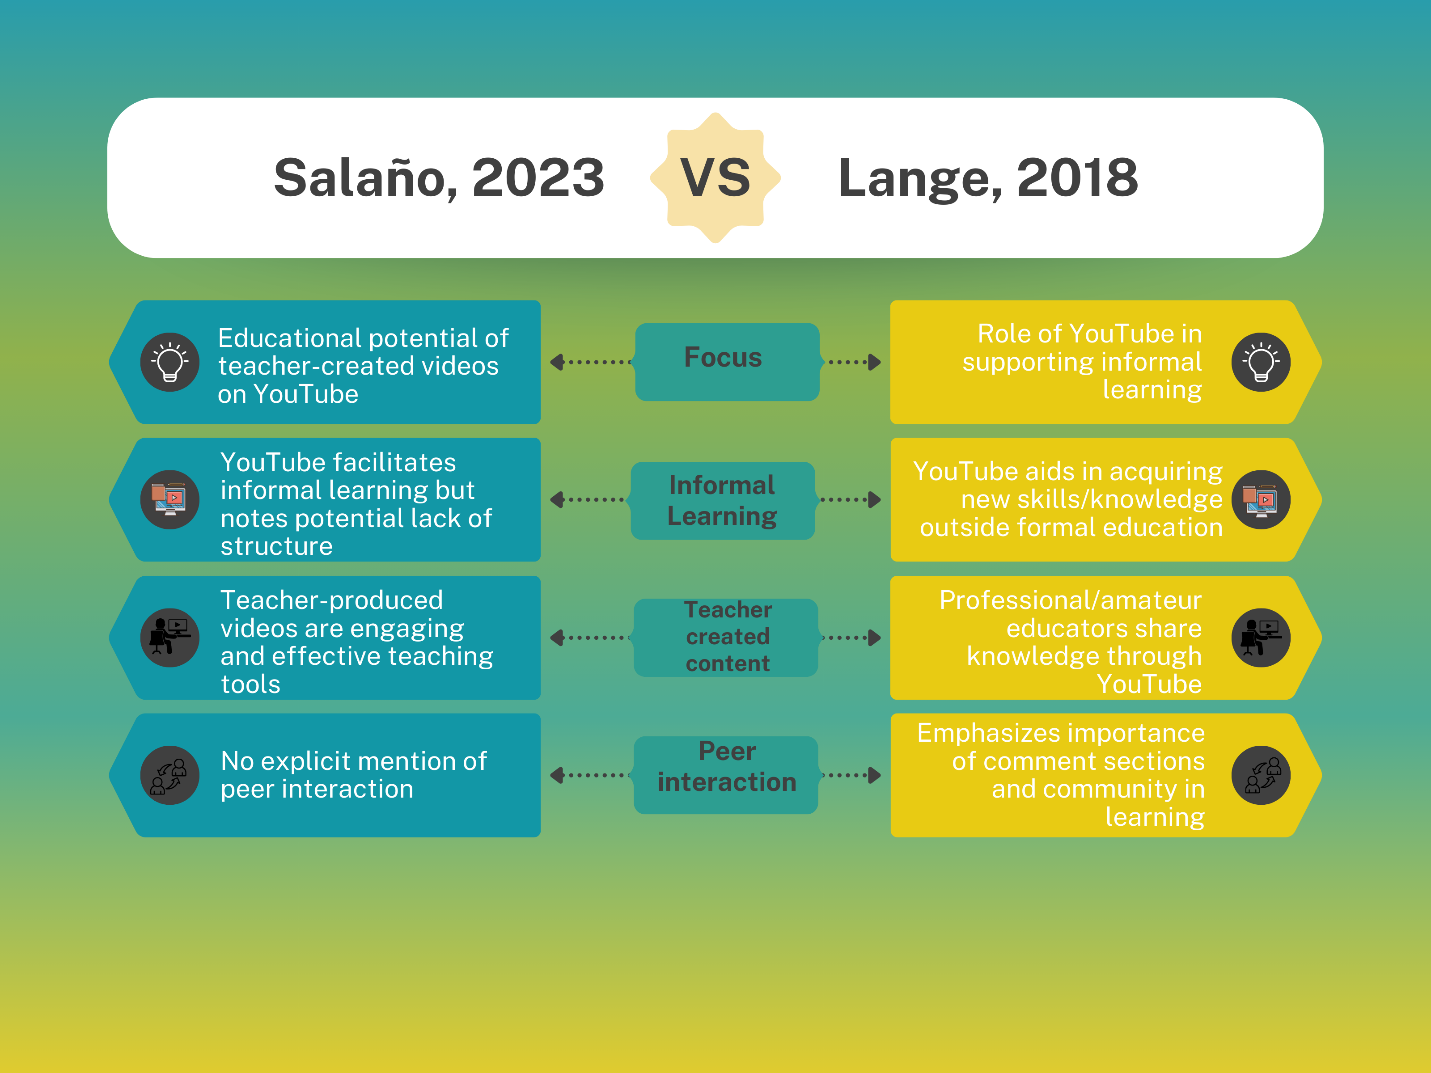 Salaño, 2023
VS
Lange, 2018
Educational potential of
teacher-created videos
on YouTube
Focus
Role of YouTube in
supporting informal
learning
YouTube facilitates
informal learning but
notes potential lack of
structure
Informal
Learning
YouTube aids in acquiring
new skills/knowledge
outside formal education
Teacher-produced
videos are engaging
and effective teaching
tools
Teacher
created
content
Professional/amateur
educators share
knowledge through
YouTube
No explicit mention of
peer interaction
Peer
interaction
Emphasizes importance
of comment sections
and community in
learning